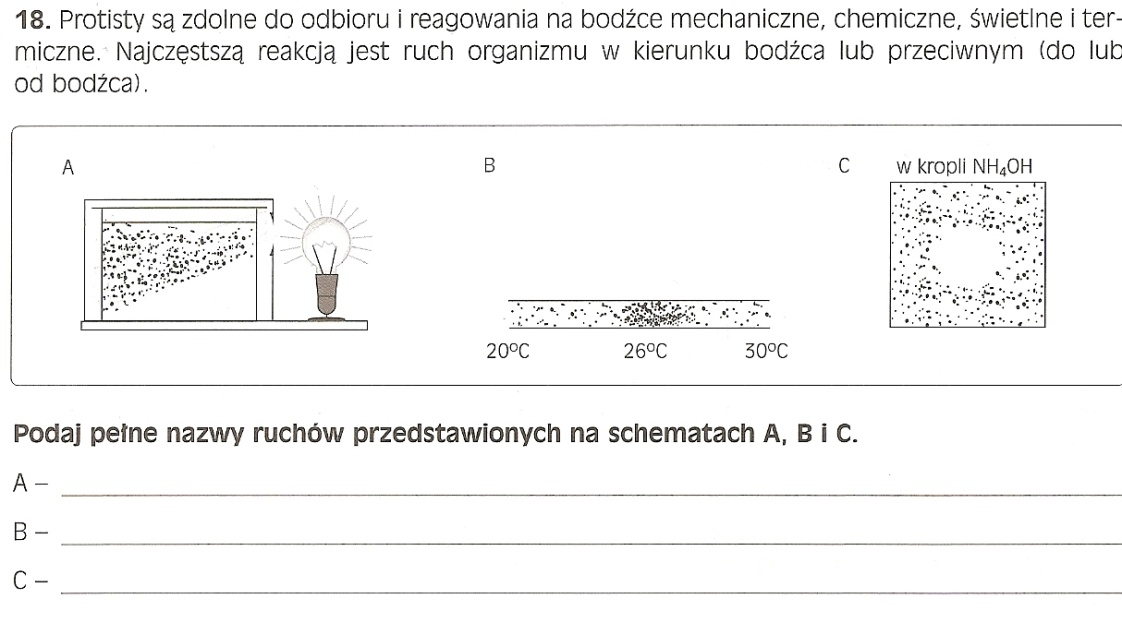 18. Protisty są zdolne do odbioru i reagowania na bodźce mechaniczne, chemiczne, świetlne i ter-
miczne. Najczęstszą reakcją jest ruch organizmu w kierunku bodźca lub przeciwnym (do lub
od bodźca).
A
B
C w kropli NH₄OH
20°C 26°C 30°C
Podaj pełne nazwy ruchów przedstawionych na schematach A, B i C.
A –
B –
C –